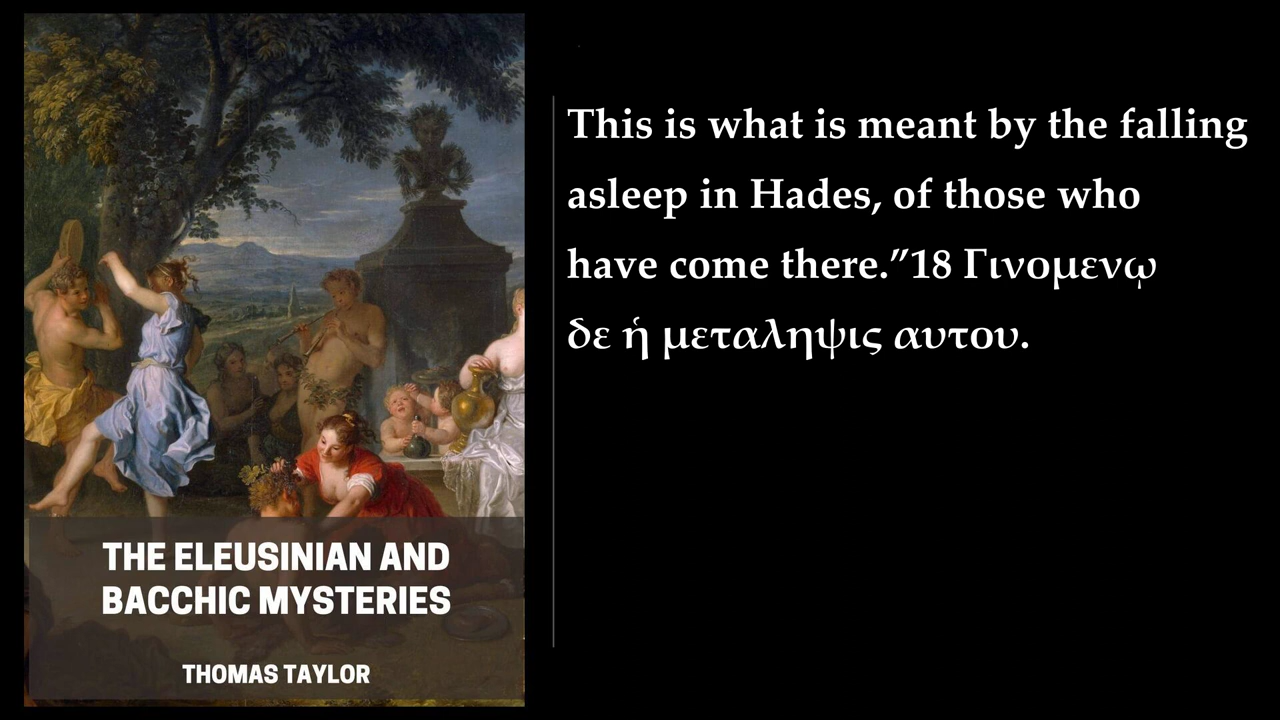 This is what is meant by the falling
asleep in Hades, of those who
have come there.”18 Γινομενῳ
δε ἡ μεταληψις αυτου.
THE ELEUSINIAN AND
BACCHIC MYSTERIES
THOMAS TAYLOR